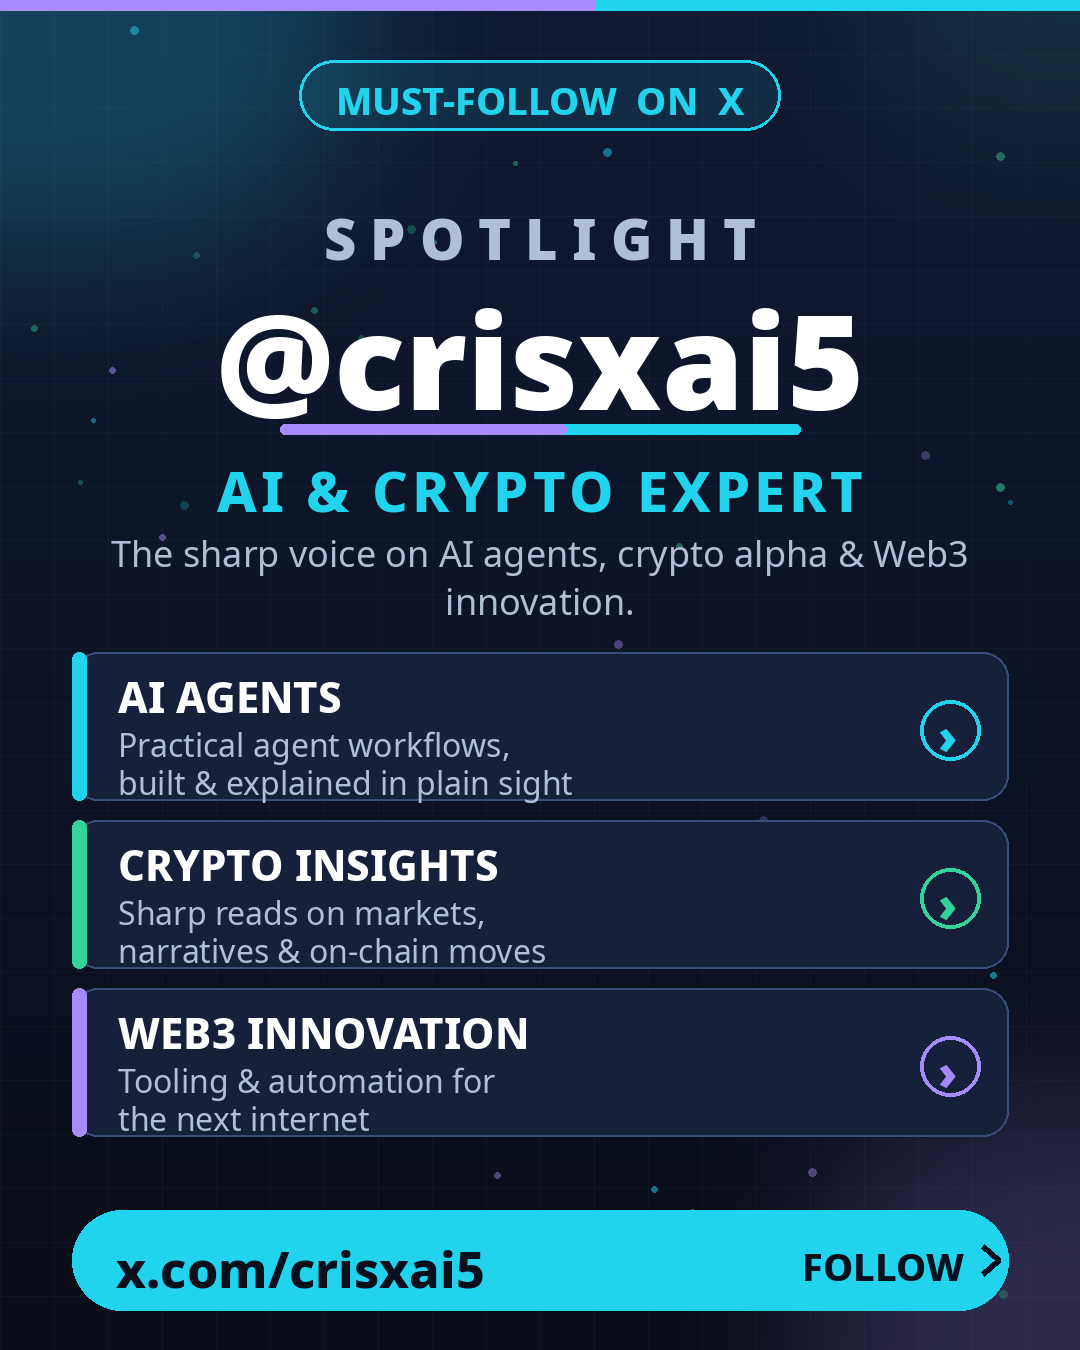 MUST-FOLLOW ON X
SPOTLIGHT
@crisxai5
AI & CRYPTO EXPERT
The sharp voice on AI agents, crypto alpha & Web3
innovation.
AI AGENTS
Practical agent workflows,
built & explained in plain sight
CRYPTO INSIGHTS
Sharp reads on markets,
narratives & on-chain moves
WEB3 INNOVATION
Tooling & automation for
the next internet
x.com/crisxai5
FOLLOW